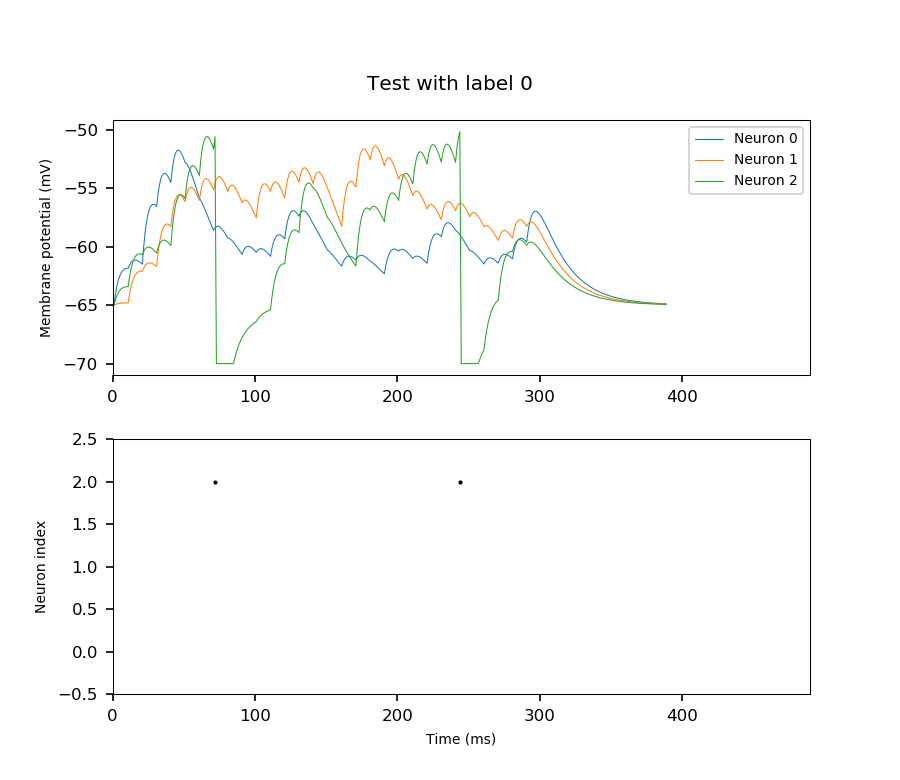 Test with label 0
Membrane potential (mV)
−50
−55
−60
−65
−70
Neuron 0
Neuron 1
Neuron 2
0 100 200 300 400
Neuron index
2.5
2.0
1.5
1.0
0.5
0.0
−0.5
0 100 200 300 400
Time (ms)